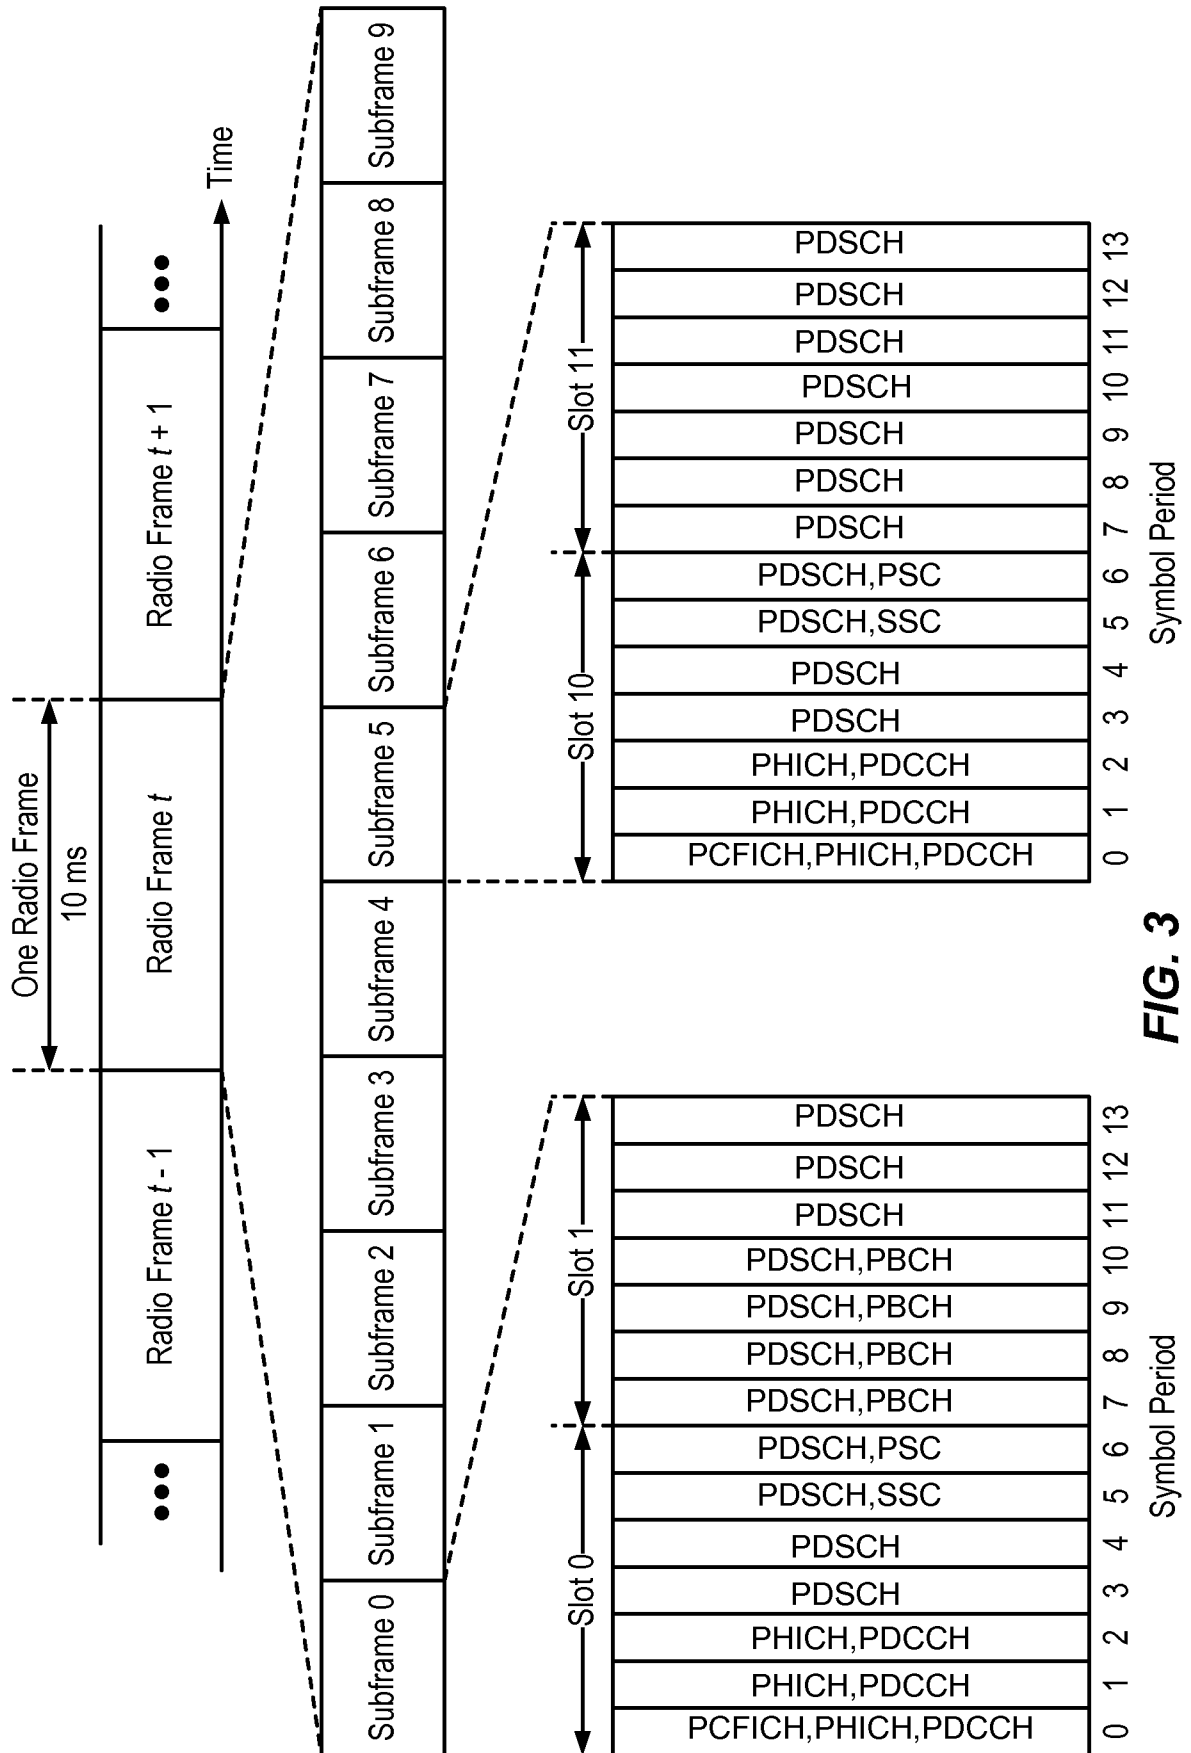 One Radio Frame
10 ms
Radio Frame t - 1
Radio Frame t
Radio Frame t + 1
Time
Subframe 0
Subframe 1
Subframe 2
Subframe 3
Subframe 4
Subframe 5
Subframe 6
Subframe 7
Subframe 8
Subframe 9
Slot 0
Slot 1
PCFICH,PHICH,PDCCH
PHICH,PDCCH
PHICH,PDCCH
PDSCH
PDSCH
PDSCH,SSC
PDSCH,PSC
PDSCH,PBCH
PDSCH,PBCH
PDSCH,PBCH
PDSCH,PBCH
PDSCH
PDSCH
PDSCH
0 1 2 3 4 5 6 7 8 9 10 11 12 13
Symbol Period
Slot 10
Slot 11
PCFICH,PHICH,PDCCH
PHICH,PDCCH
PHICH,PDCCH
PDSCH
PDSCH
PDSCH,SSC
PDSCH,PSC
PDSCH
PDSCH
PDSCH
PDSCH
PDSCH
PDSCH
PDSCH
0 1 2 3 4 5 6 7 8 9 10 11 12 13
Symbol Period
FIG. 3